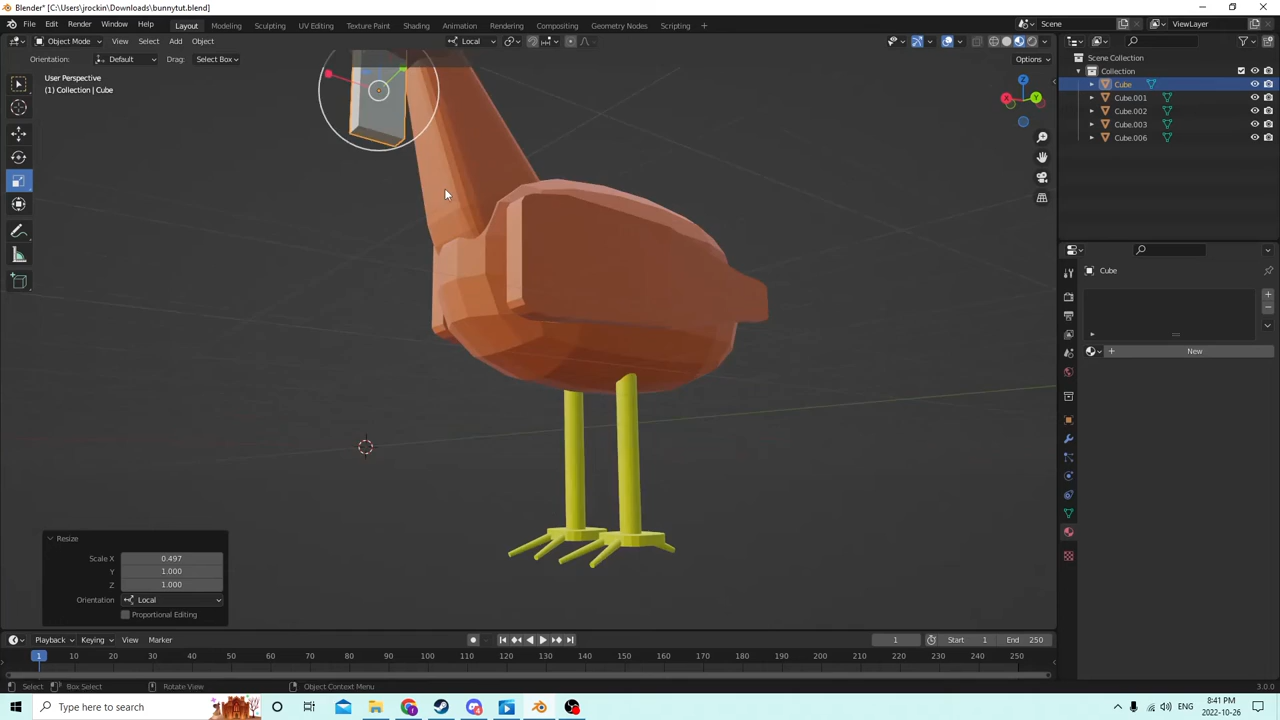 Blender* [C:\Users\jrockin\Downloads\bunnytut.blend]
File Edit Render Window Help Layout Modeling Sculpting UV Editing Texture Paint Shading Animation Rendering Compositing Geometry Nodes Scripting + Scene ViewLayer
Object Mode View Select Add Object Local
Orientation: Default Drag: Select Box Options
User Perspective
(1) Collection | Cube
Scene Collection
Collection
Cube
Cube.001
Cube.002
Cube.003
Cube.006
Cube
+ New
Resize
Scale X 0.497
Y 1.000
Z 1.000
Orientation Local
Proportional Editing
Playback Keying View Marker 1 Start 1 End 250
1 10 20 30 40 50 60 70 80 90 100 110 120 130 140 150 160 170 180 190 200 210 220 230 240 250
Select Box Select Rotate View Object Context Menu 3.0.0
Type here to search ENG 8:41 PM
2022-10-26